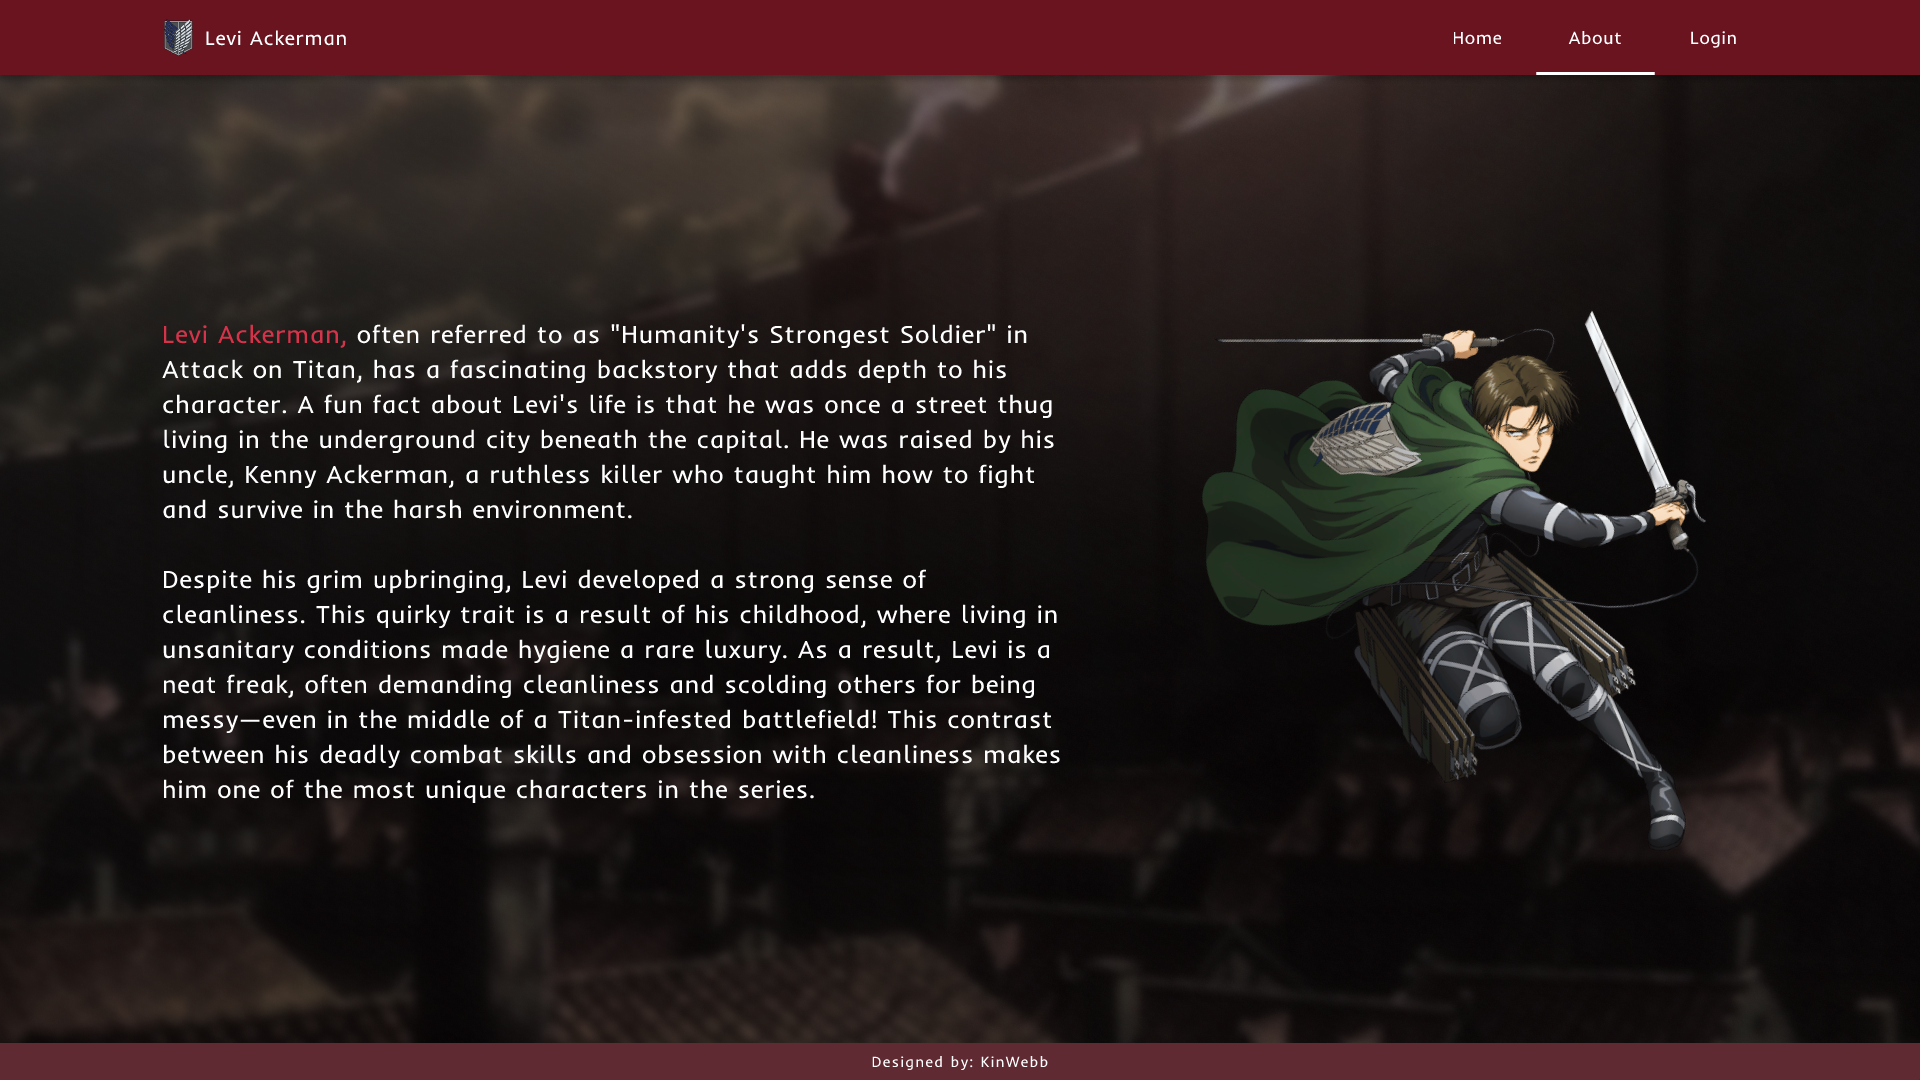 Levi Ackerman
Home
About
Login
Levi Ackerman, often referred to as "Humanity's Strongest Soldier" in
Attack on Titan, has a fascinating backstory that adds depth to his
character. A fun fact about Levi's life is that he was once a street thug
living in the underground city beneath the capital. He was raised by his
uncle, Kenny Ackerman, a ruthless killer who taught him how to fight
and survive in the harsh environment.
Despite his grim upbringing, Levi developed a strong sense of
cleanliness. This quirky trait is a result of his childhood, where living in
unsanitary conditions made hygiene a rare luxury. As a result, Levi is a
neat freak, often demanding cleanliness and scolding others for being
messy—even in the middle of a Titan-infested battlefield! This contrast
between his deadly combat skills and obsession with cleanliness makes
him one of the most unique characters in the series.
Designed by: KinWebb